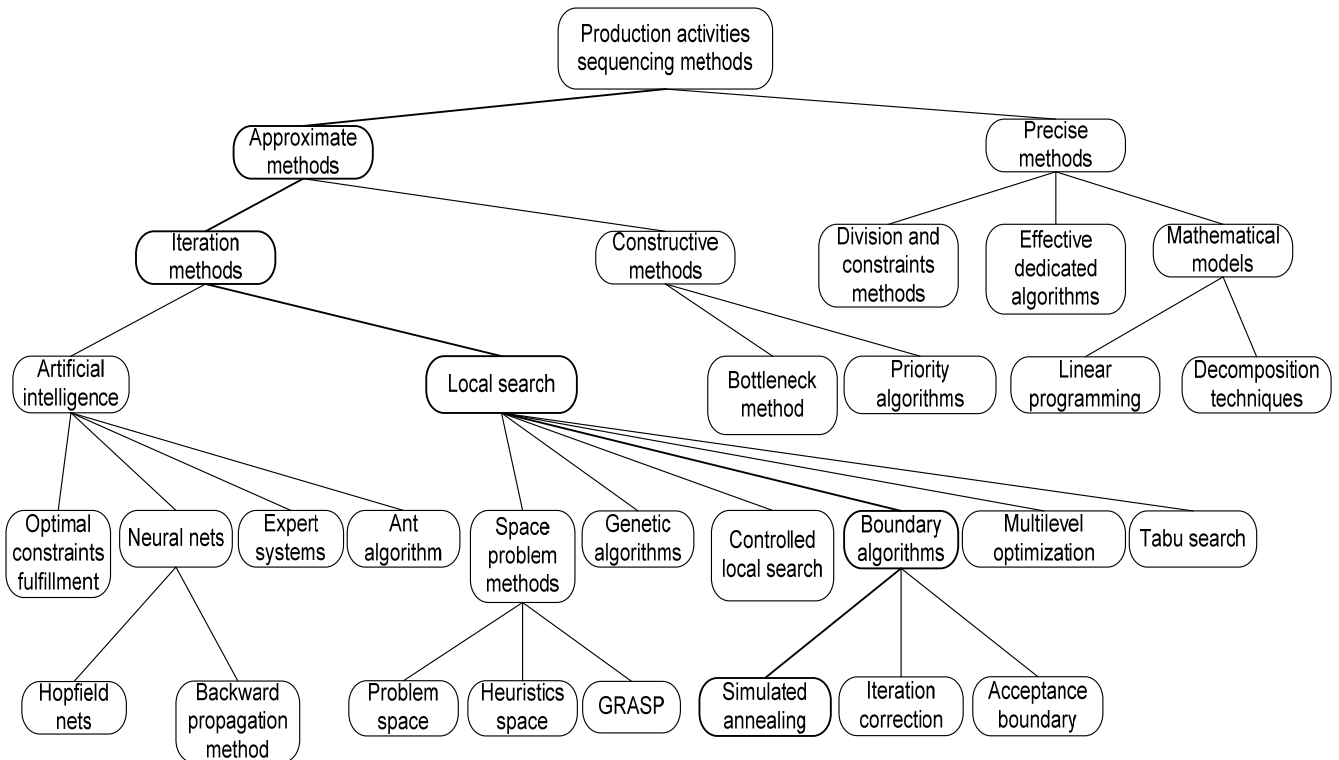 Production activities
sequencing methods
Approximate
methods
Precise
methods
Iteration
methods
Constructive
methods
Division and
constraints
methods
Effective
dedicated
algorithms
Mathematical
models
Artificial
intelligence
Local search
Bottleneck
method
Priority
algorithms
Linear
programming
Decomposition
techniques
Optimal
constraints
fulfillment
Neural nets
Expert
systems
Ant
algorithm
Space
problem
methods
Genetic
algorithms
Controlled
local search
Boundary
algorithms
Multilevel
optimization
Tabu search
Hopfield
nets
Backward
propagation
method
Problem
space
Heuristics
space
GRASP
Simulated
annealing
Iteration
correction
Acceptance
boundary